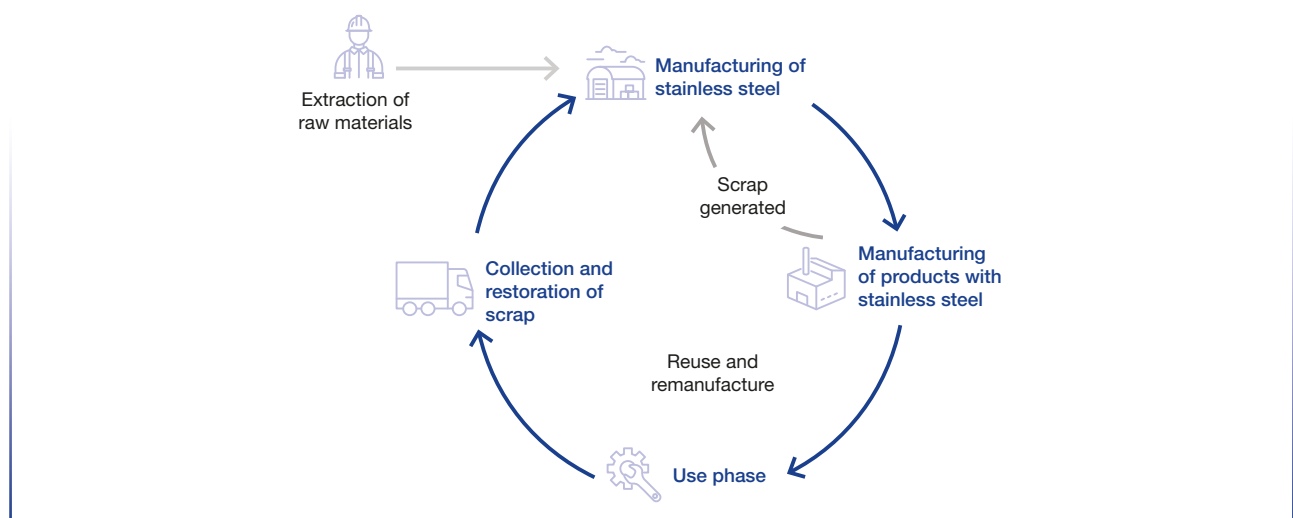 Manufacturing of
stainless steel
Extraction of
raw materials
Scrap
generated
Manufacturing
of products with
stainless steel
Collection and
restoration of
scrap
Reuse and
remanufacture
Use phase